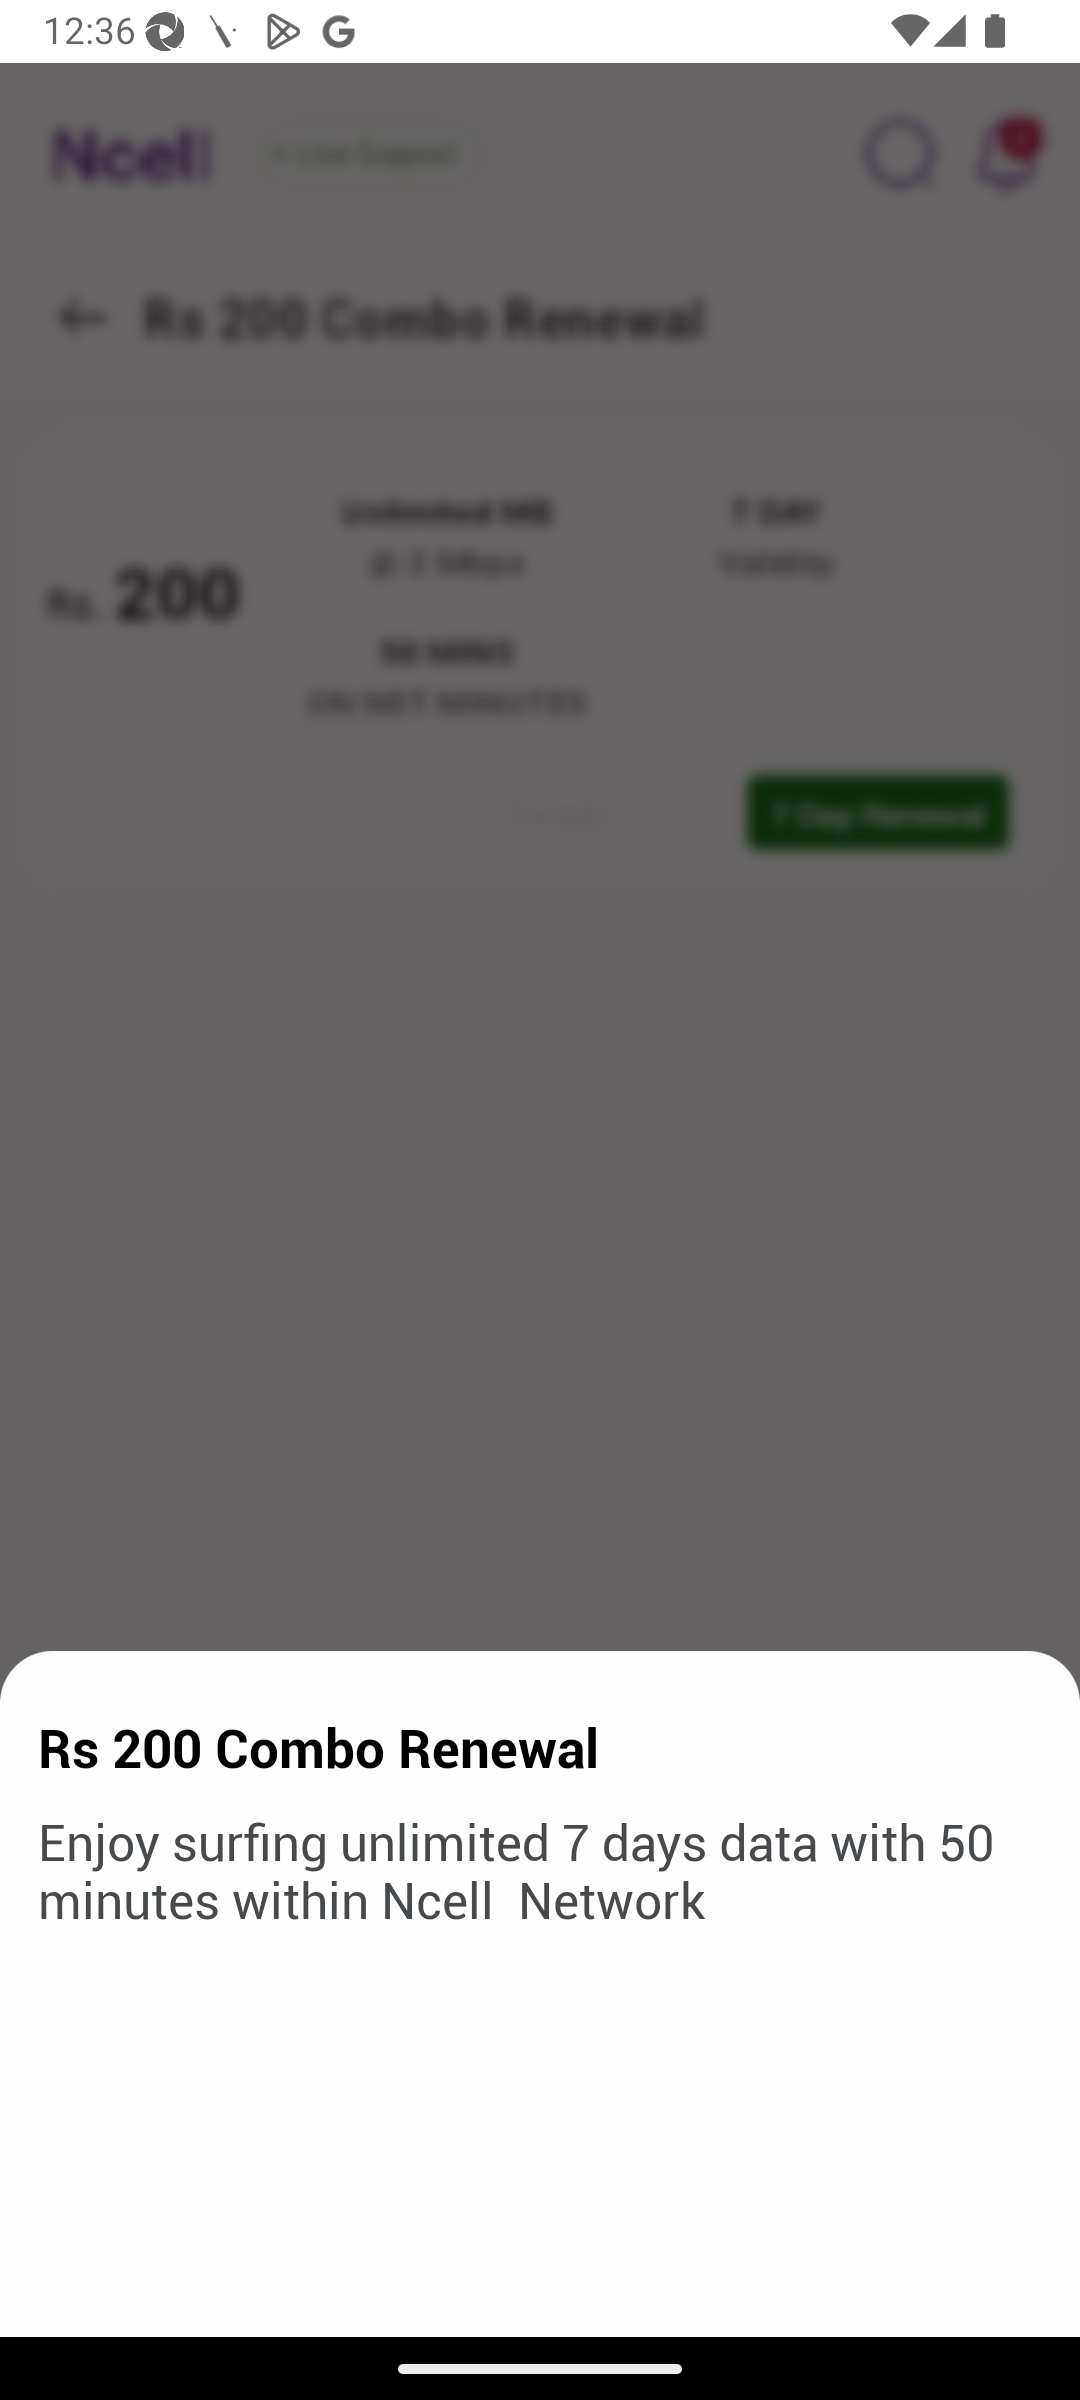 12:36
Ncell
Live Support
Rs 200 Combo Renewal
Unlimited MB
7 DAY
@ 2 Mbps
Validity
Rs. 200
50 MINS
ON NET MINUTES
7 Day Renewal
Rs 200 Combo Renewal
Enjoy surfing unlimited 7 days data with 50
minutes within Ncell  Network